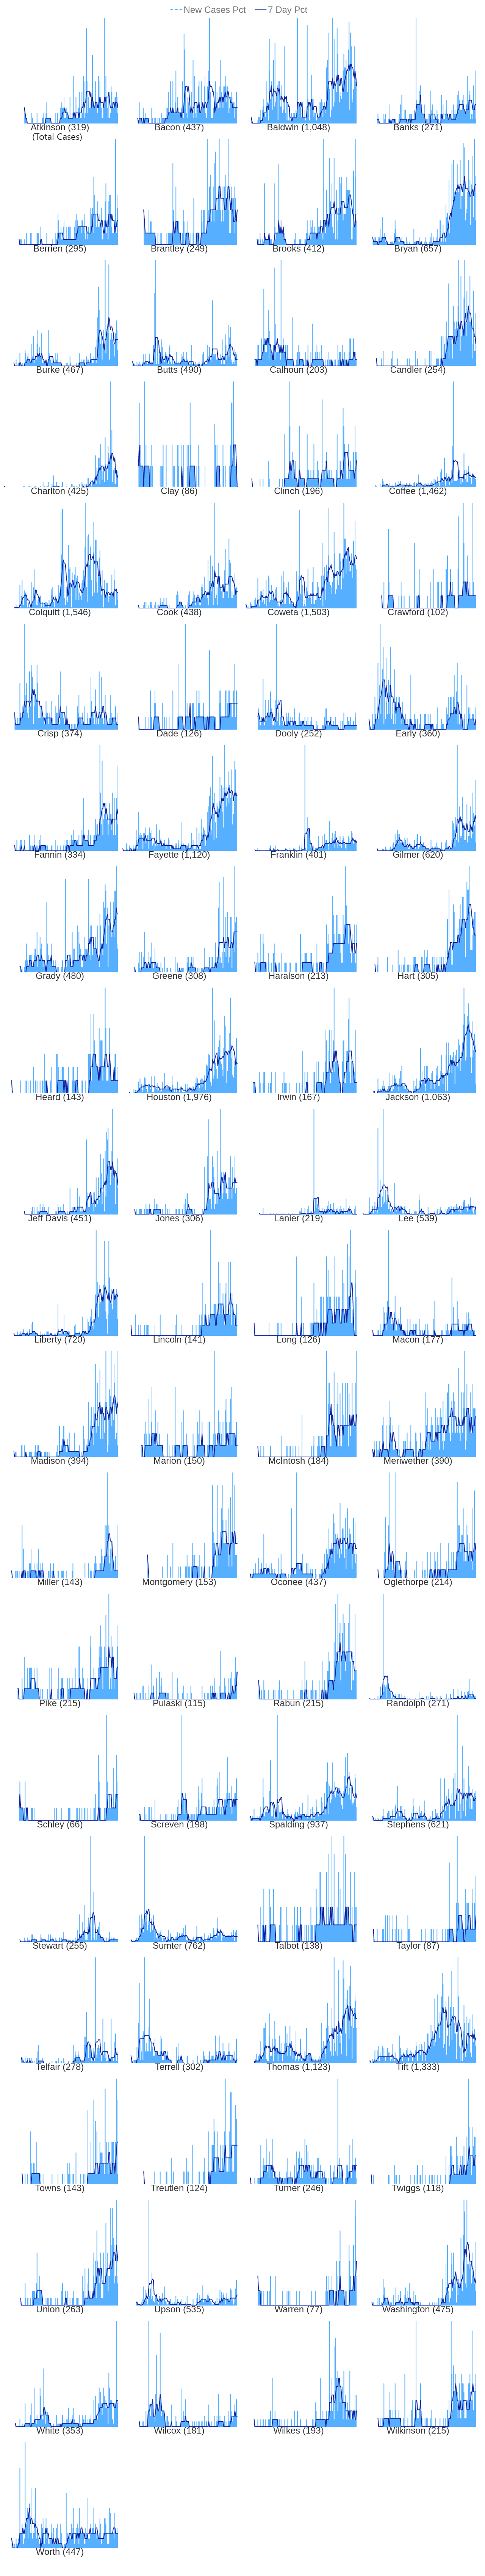 New Cases Pct 7 Day Pct
Atkinson (319) Bacon (437) Baldwin (1,048) Banks (271)
(Total Cases)
Berrien (295) Brantley (249) Brooks (412) Bryan (657)
Burke (467) Butts (490) Calhoun (203) Candler (254)
Charlton (425) Clay (86) Clinch (196) Coffee (1,462)
Colquitt (1,546) Cook (438) Coweta (1,503) Crawford (102)
Crisp (374) Dade (126) Dooly (252) Early (360)
Fannin (334) Fayette (1,120) Franklin (401) Gilmer (620)
Grady (480) Greene (308) Haralson (213) Hart (305)
Heard (143) Houston (1,976) Irwin (167) Jackson (1,063)
Jeff Davis (451) Jones (306) Lanier (219) Lee (539)
Liberty (720) Lincoln (141) Long (126) Macon (177)
Madison (394) Marion (150) McIntosh (184) Meriwether (390)
Miller (143) Montgomery (153) Oconee (437) Oglethorpe (214)
Pike (215) Pulaski (115) Rabun (215) Randolph (271)
Schley (66) Screven (198) Spalding (937) Stephens (621)
Stewart (255) Sumter (762) Talbot (138) Taylor (87)
Telfair (278) Terrell (302) Thomas (1,123) Tift (1,333)
Towns (143) Treutlen (124) Turner (246) Twiggs (118)
Union (263) Upson (535) Warren (77) Washington (475)
White (353) Wilcox (181) Wilkes (193) Wilkinson (215)
Worth (447)